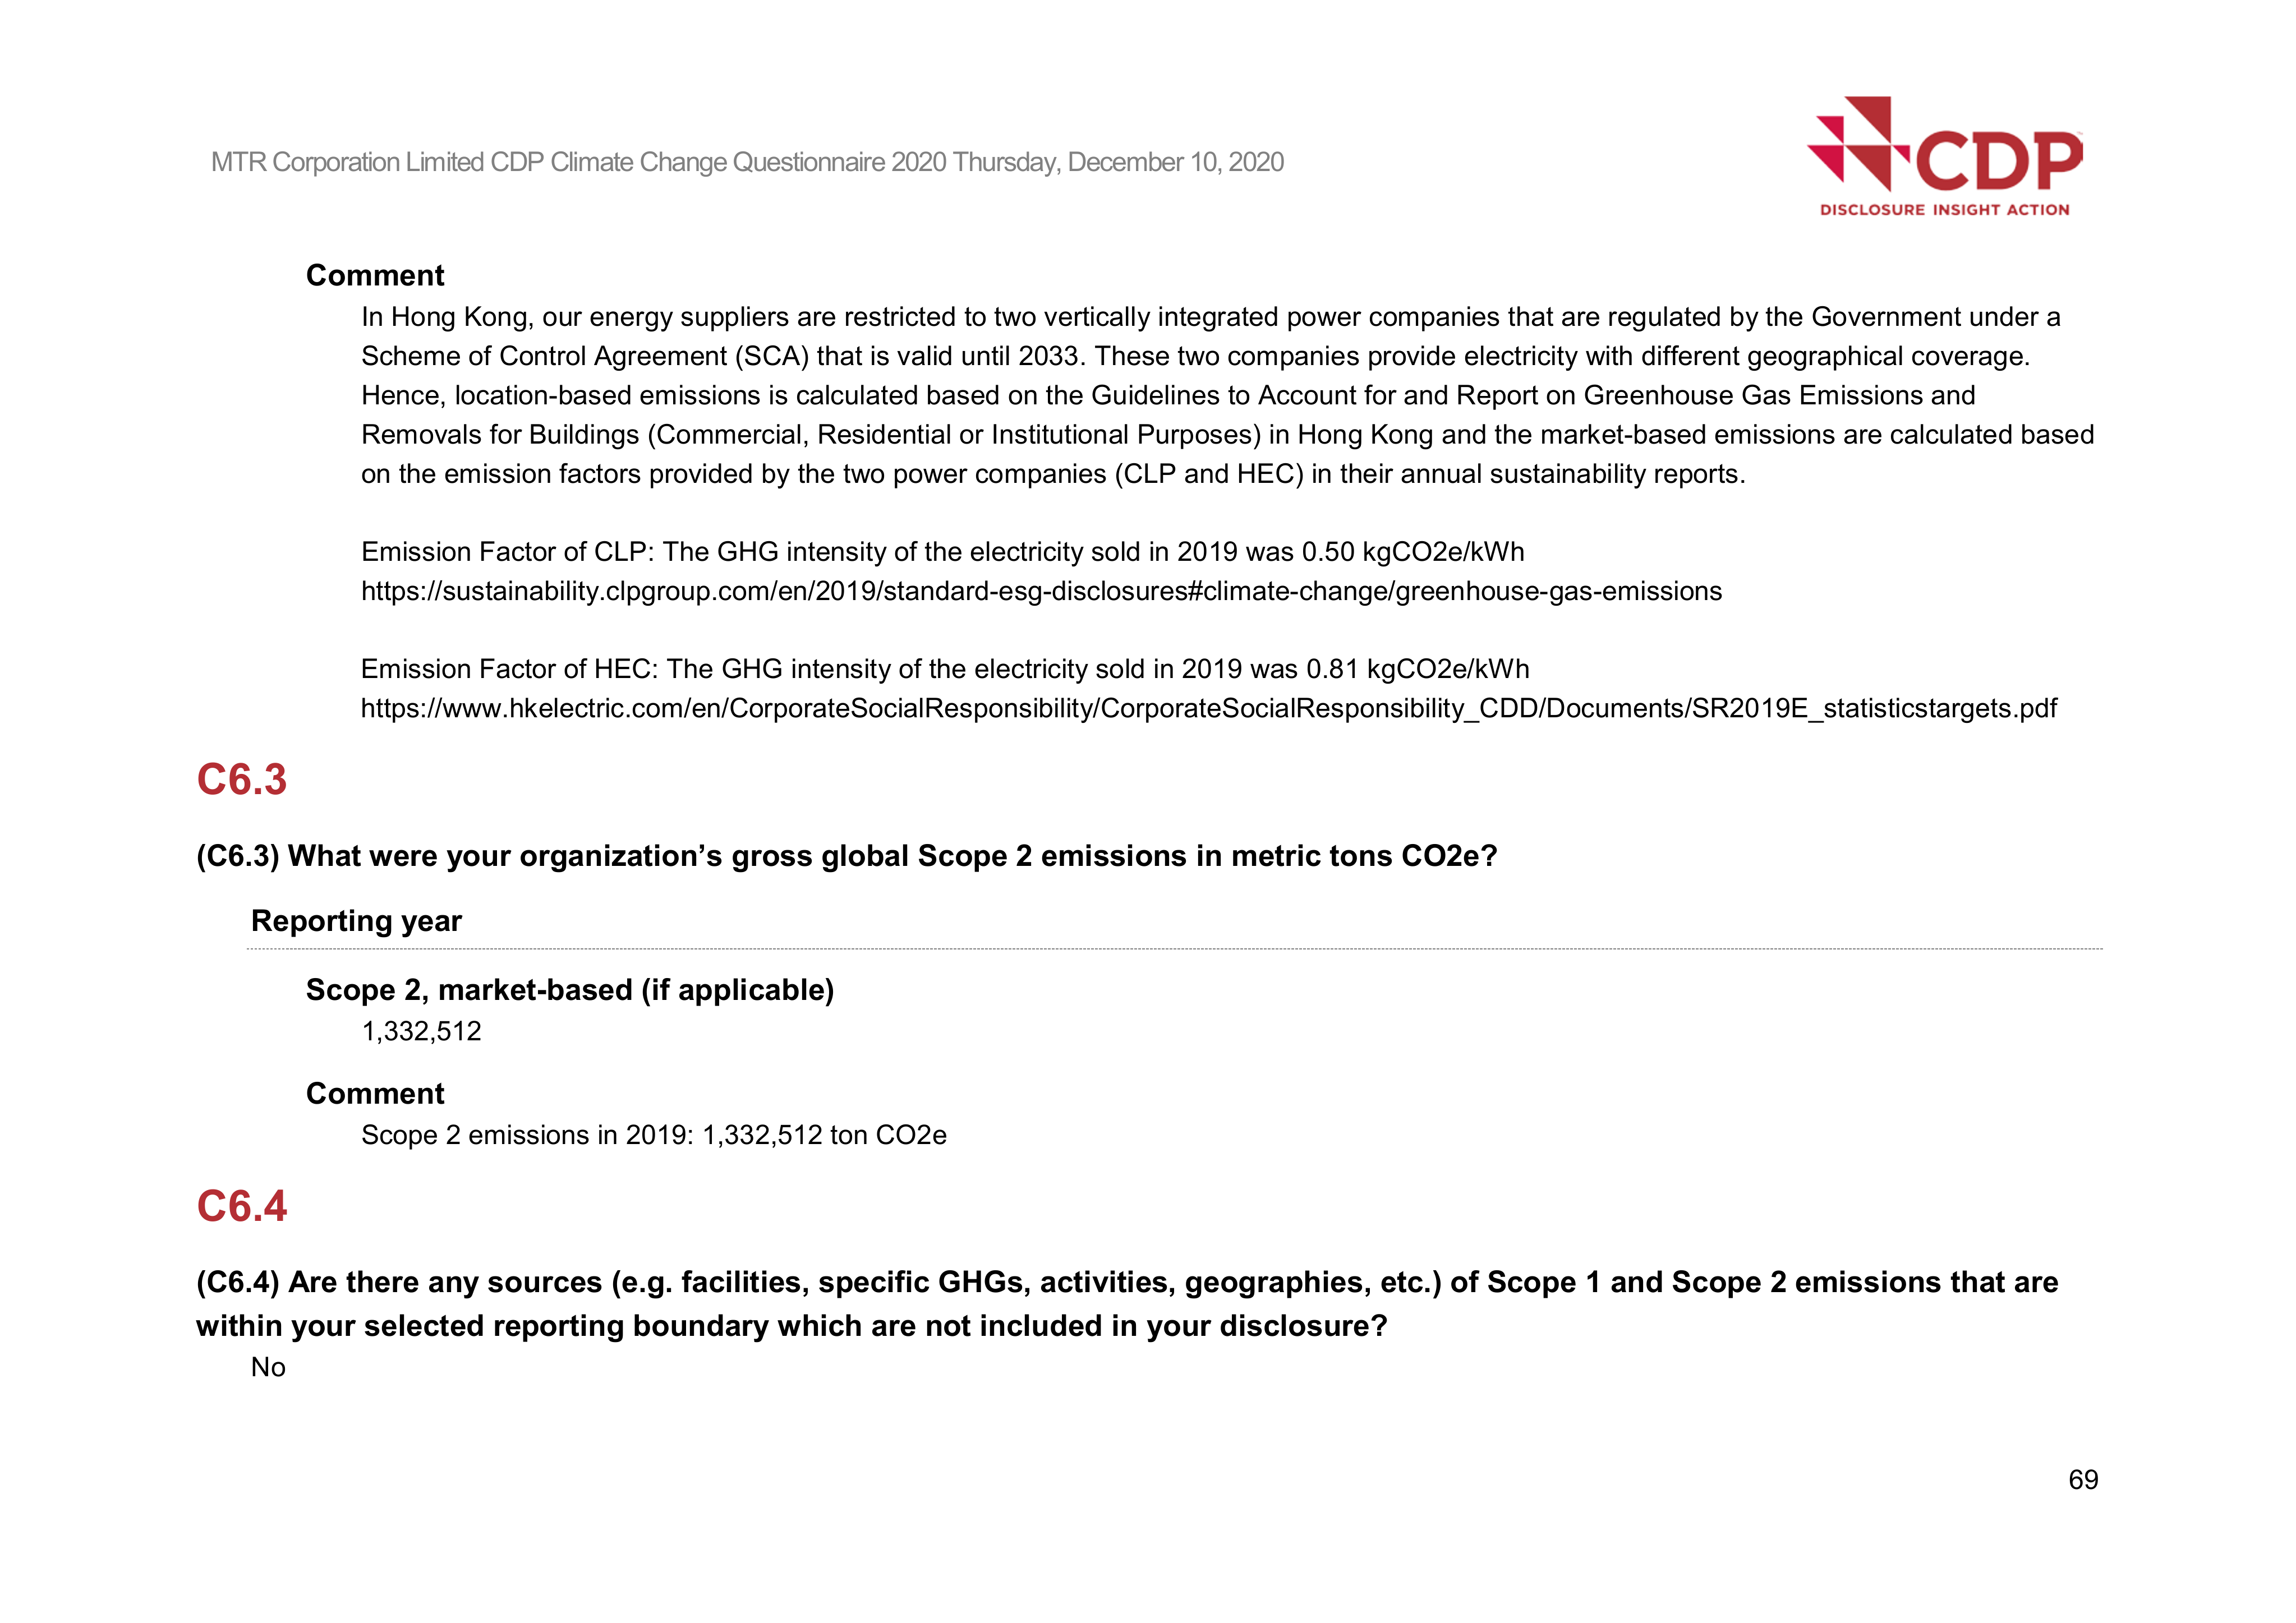 MTR Corporation Limited CDP Climate Change Questionnaire 2020 Thursday, December 10, 2020
CDP
DISCLOSURE INSIGHT ACTION
Comment
In Hong Kong, our energy suppliers are restricted to two vertically integrated power companies that are regulated by the Government under a
Scheme of Control Agreement (SCA) that is valid until 2033. These two companies provide electricity with different geographical coverage.
Hence, location-based emissions is calculated based on the Guidelines to Account for and Report on Greenhouse Gas Emissions and
Removals for Buildings (Commercial, Residential or Institutional Purposes) in Hong Kong and the market-based emissions are calculated based
on the emission factors provided by the two power companies (CLP and HEC) in their annual sustainability reports.
Emission Factor of CLP: The GHG intensity of the electricity sold in 2019 was 0.50 kgCO2e/kWh
https://sustainability.clpgroup.com/en/2019/standard-esg-disclosures#climate-change/greenhouse-gas-emissions
Emission Factor of HEC: The GHG intensity of the electricity sold in 2019 was 0.81 kgCO2e/kWh
https://www.hkelectric.com/en/CorporateSocialResponsibility/CorporateSocialResponsibility_CDD/Documents/SR2019E_statisticstargets.pdf
C6.3
(C6.3) What were your organization’s gross global Scope 2 emissions in metric tons CO2e?
Reporting year
Scope 2, market-based (if applicable)
1,332,512
Comment
Scope 2 emissions in 2019: 1,332,512 ton CO2e
C6.4
(C6.4) Are there any sources (e.g. facilities, specific GHGs, activities, geographies, etc.) of Scope 1 and Scope 2 emissions that are
within your selected reporting boundary which are not included in your disclosure?
No
69